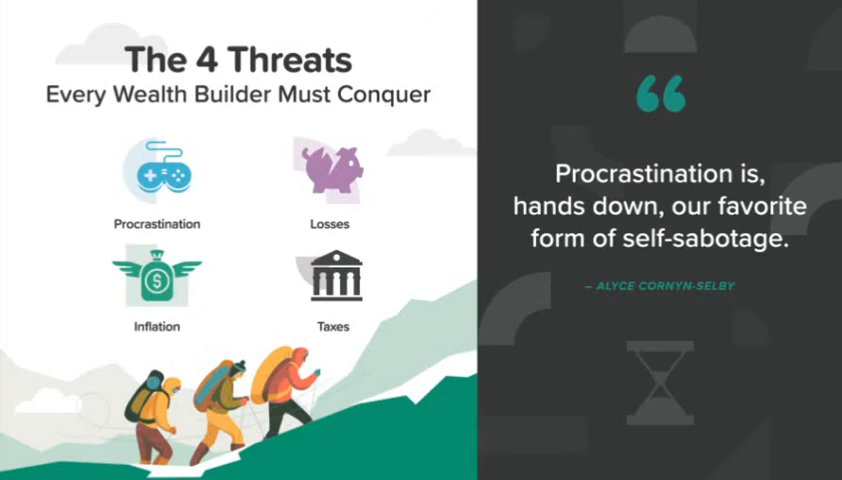 The 4 Threats
Every Wealth Builder Must Conquer
Procrastination
Losses
$
Inflation
Taxes
“
Procrastination is,
hands down, our favorite
form of self-sabotage.
– ALYCE CORNYN-SELBY